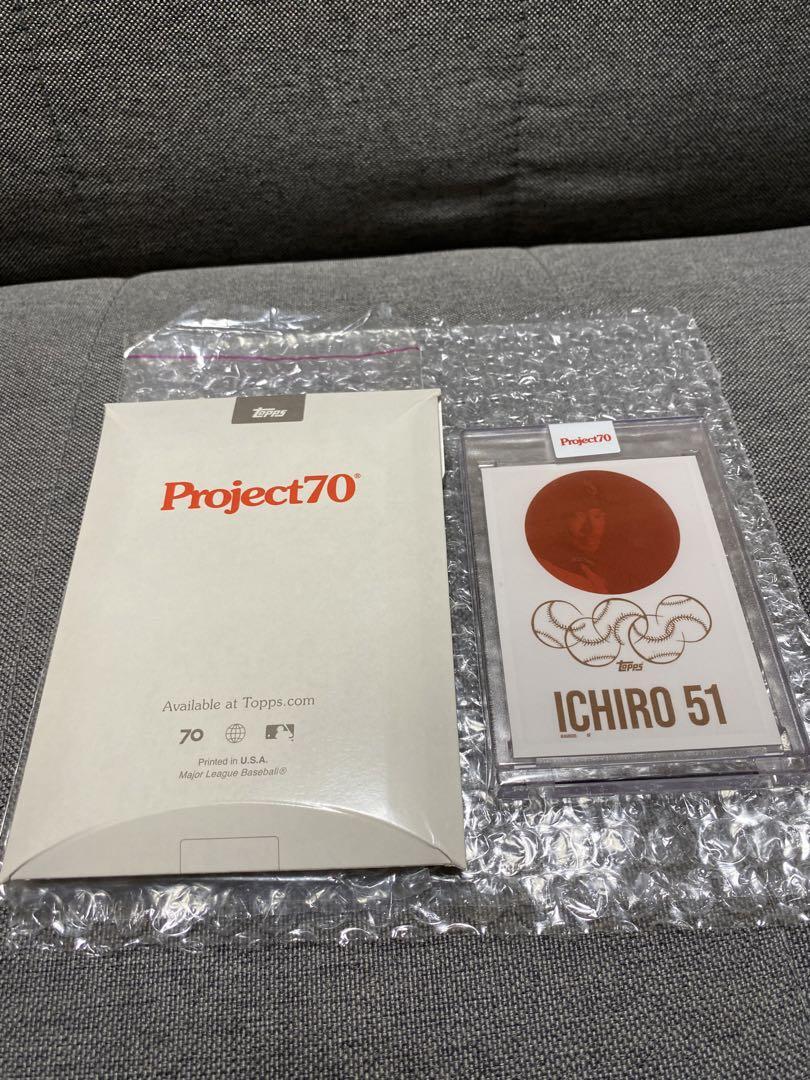 Topps
Project70®
Available at Topps.com
70
Printed in U.S.A.
Major League Baseball®
Project70
Topps
ICHIRO 51